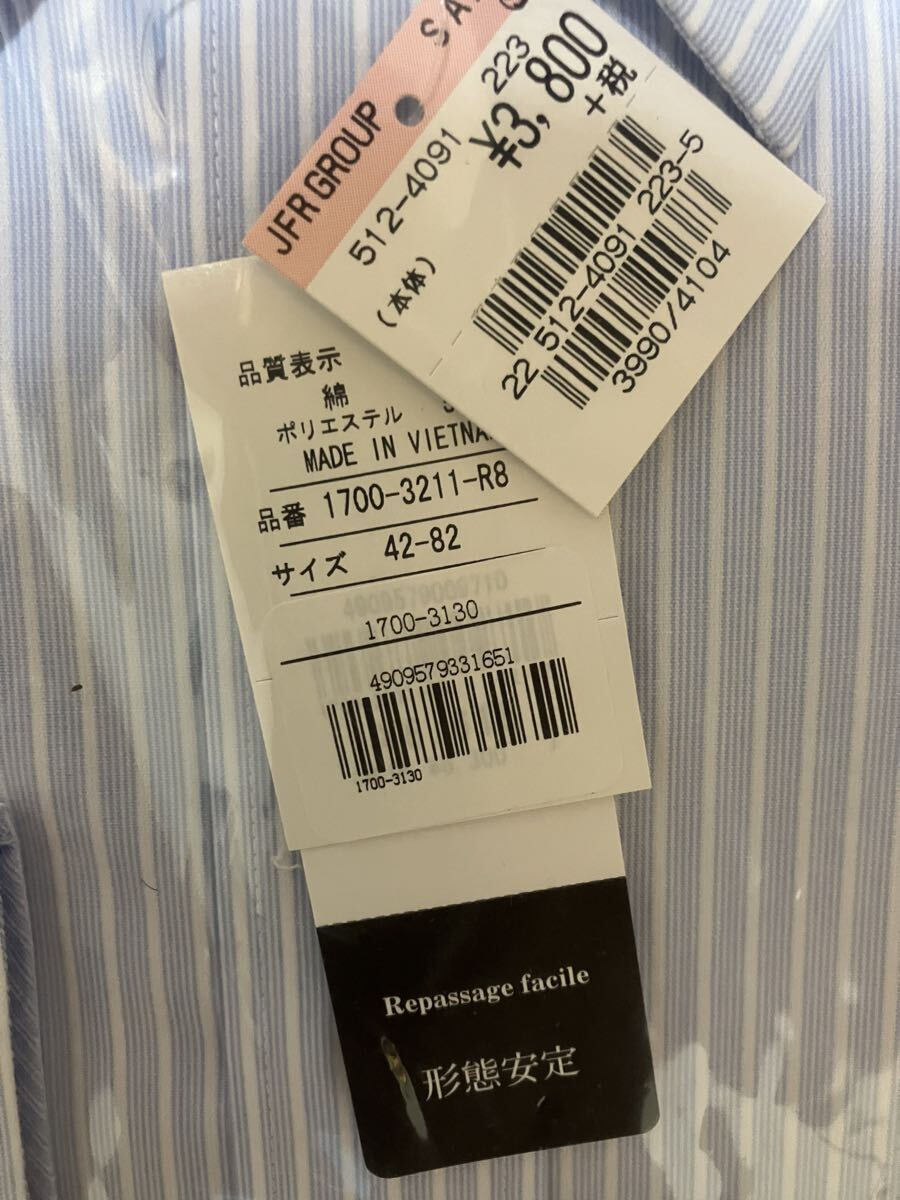 JFR GROUP
512-4091 223
¥3,800
+税
(本体)
22 512-4091 223-5
3990/4104
品質表示
綿
ポリエステル
MADE IN
品番 1700-3211-R8
サイズ 42-82
1700-3130
4909579331651
1700-3130
Repassage facile
形態安定